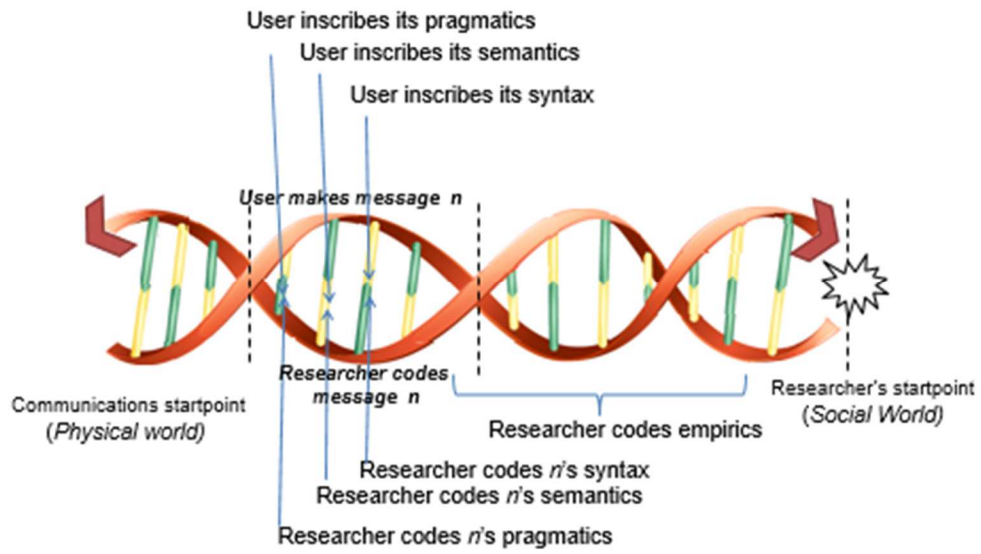 User inscribes its pragmatics
User inscribes its semantics
User inscribes its syntax
User makes message n
Researcher codes
message n
Communications startpoint
(Physical world)
Researcher's startpoint
(Social World)
Researcher codes empirics
Researcher codes n's syntax
Researcher codes n's semantics
Researcher codes n's pragmatics